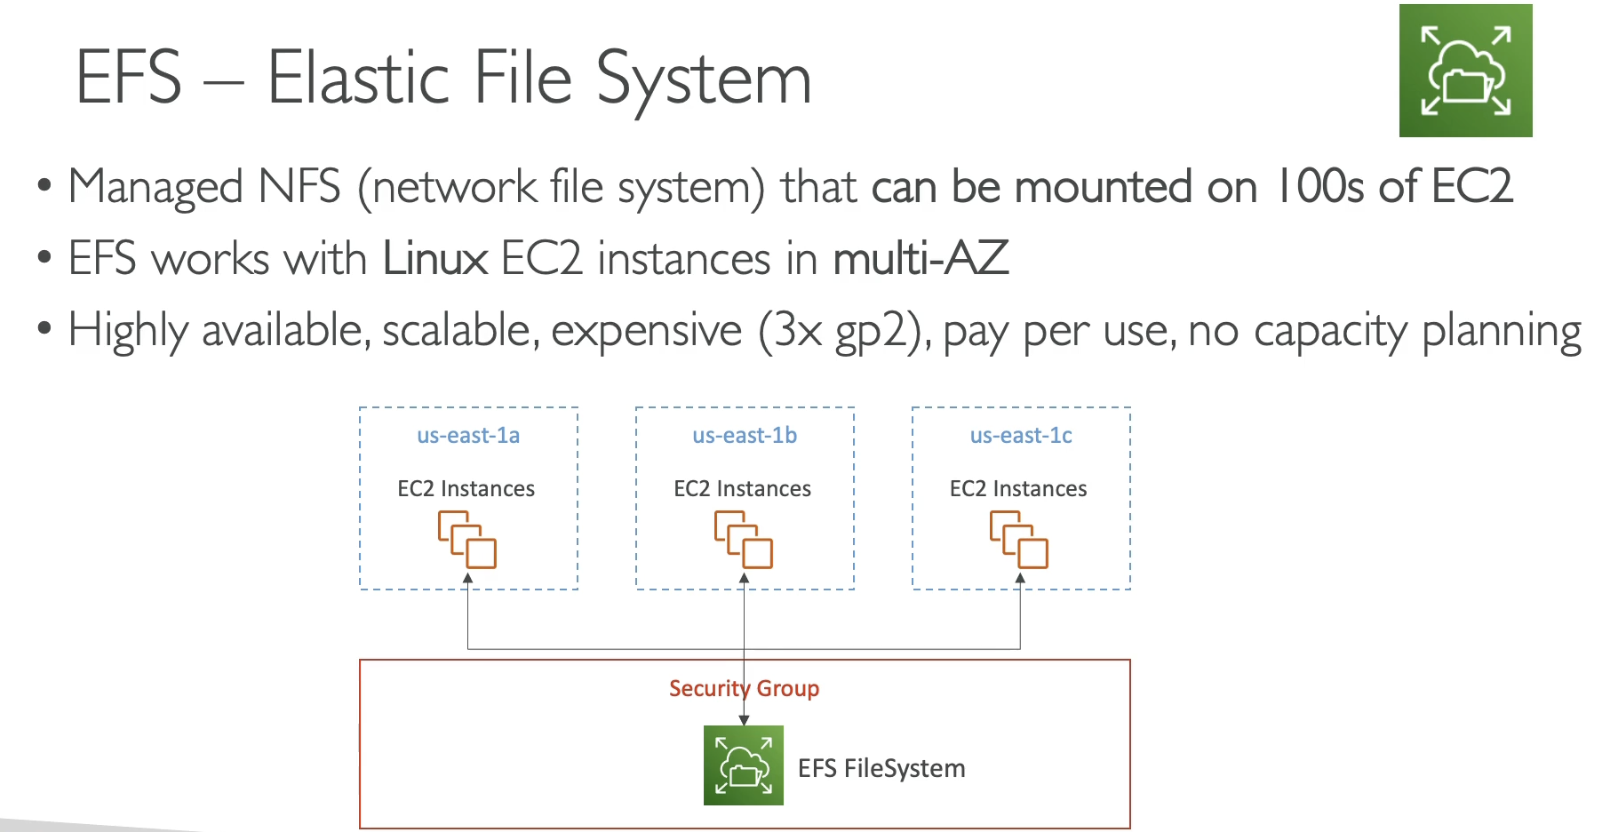 EFS – Elastic File System
• Managed NFS (network file system) that can be mounted on 100s of EC2
• EFS works with Linux EC2 instances in multi-AZ
• Highly available, scalable, expensive (3x gp2), pay per use, no capacity planning
us-east-1a
us-east-1b
us-east-1c
EC2 Instances
EC2 Instances
EC2 Instances
Security Group
EFS FileSystem